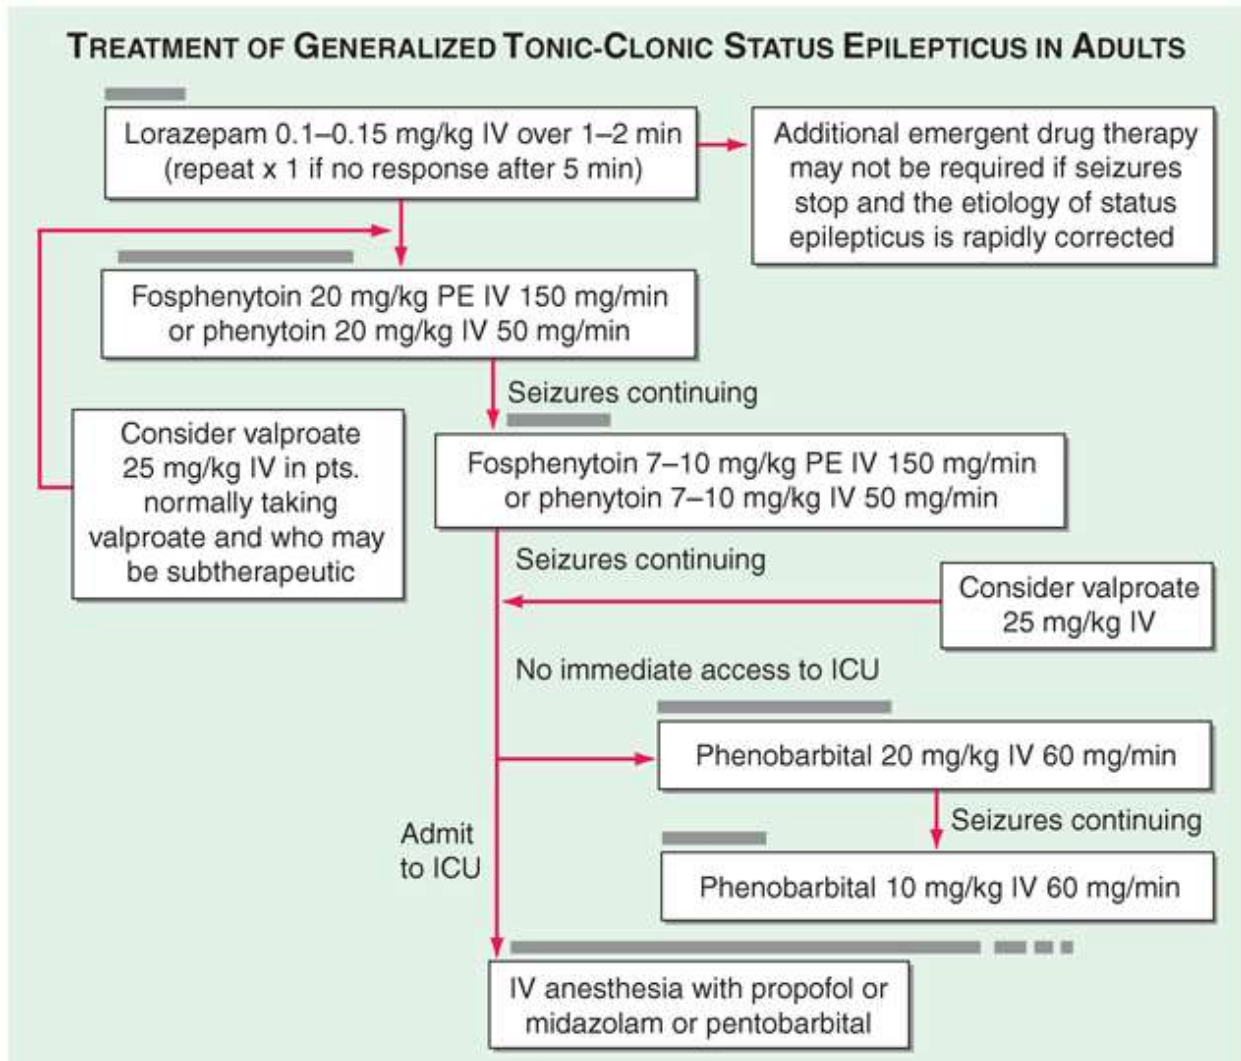 TREATMENT OF GENERALIZED TONIC-CLONIC STATUS EPILEPTICUS IN ADULTS
Lorazepam 0.1–0.15 mg/kg IV over 1–2 min
(repeat x 1 if no response after 5 min)
Additional emergent drug therapy
may not be required if seizures
stop and the etiology of status
epilepticus is rapidly corrected
Fosphenytoin 20 mg/kg PE IV 150 mg/min
or phenytoin 20 mg/kg IV 50 mg/min
Seizures continuing
Consider valproate
25 mg/kg IV in pts.
normally taking
valproate and who may
be subtherapeutic
Fosphenytoin 7–10 mg/kg PE IV 150 mg/min
or phenytoin 7–10 mg/kg IV 50 mg/min
Seizures continuing
Consider valproate
25 mg/kg IV
No immediate access to ICU
Phenobarbital 20 mg/kg IV 60 mg/min
Seizures continuing
Admit
to ICU
Phenobarbital 10 mg/kg IV 60 mg/min
IV anesthesia with propofol or
midazolam or pentobarbital